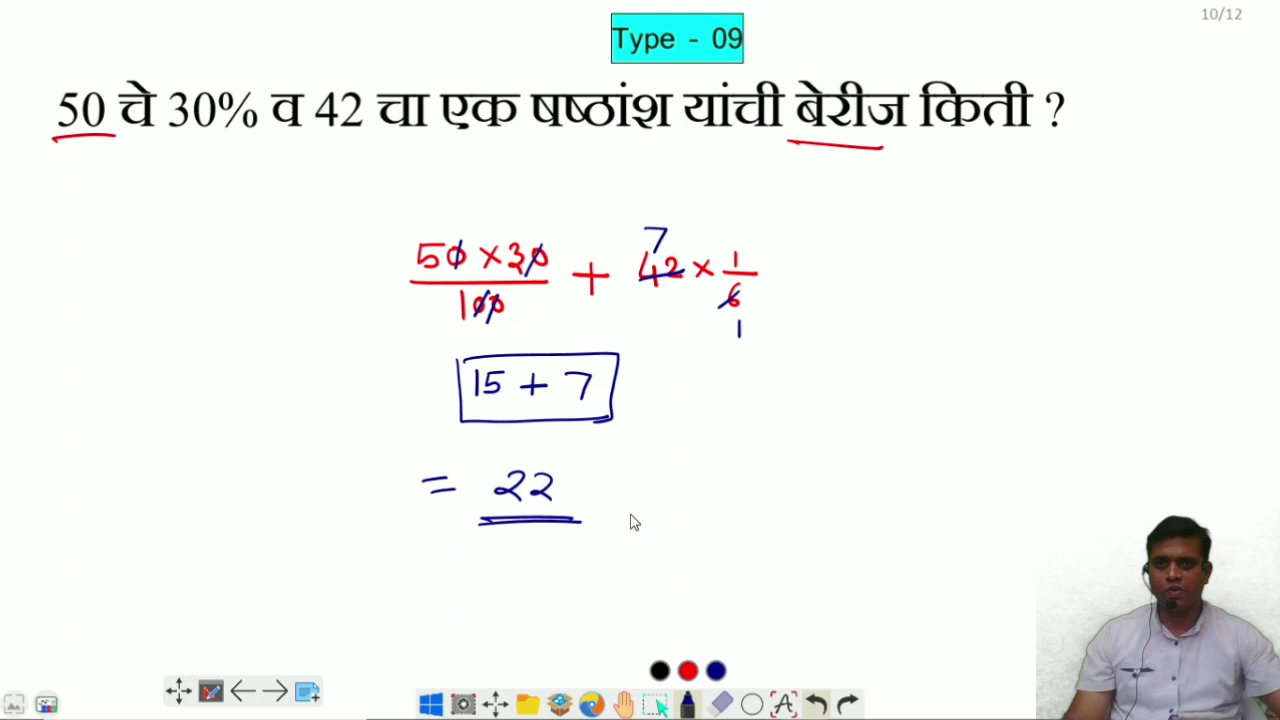 10/12
Type - 09
50 चे 30% व 42 चा एक षष्ठांश यांची बेरीज किती ?
50 × 30 / 100 + 42 × 1/6
7
1
15 + 7
= 22